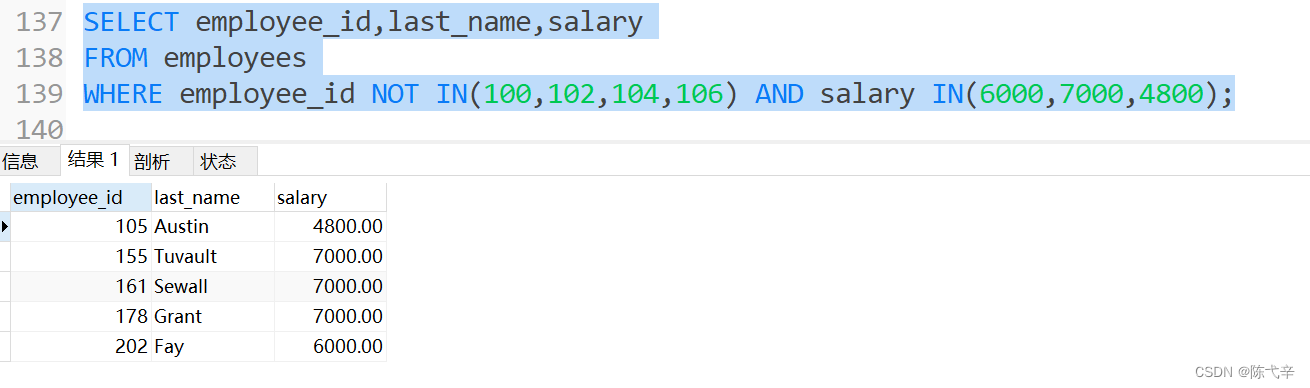 137 SELECT employee_id,last_name,salary
138 FROM employees
139 WHERE employee_id NOT IN(100,102,104,106) AND salary IN(6000,7000,4800);
140
信息 结果 1 剖析 状态
employee_id last_name salary
105 Austin 4800.00
155 Tuvault 7000.00
161 Sewall 7000.00
178 Grant 7000.00
202 Fay 6000.00
CSDN @陈弋辛